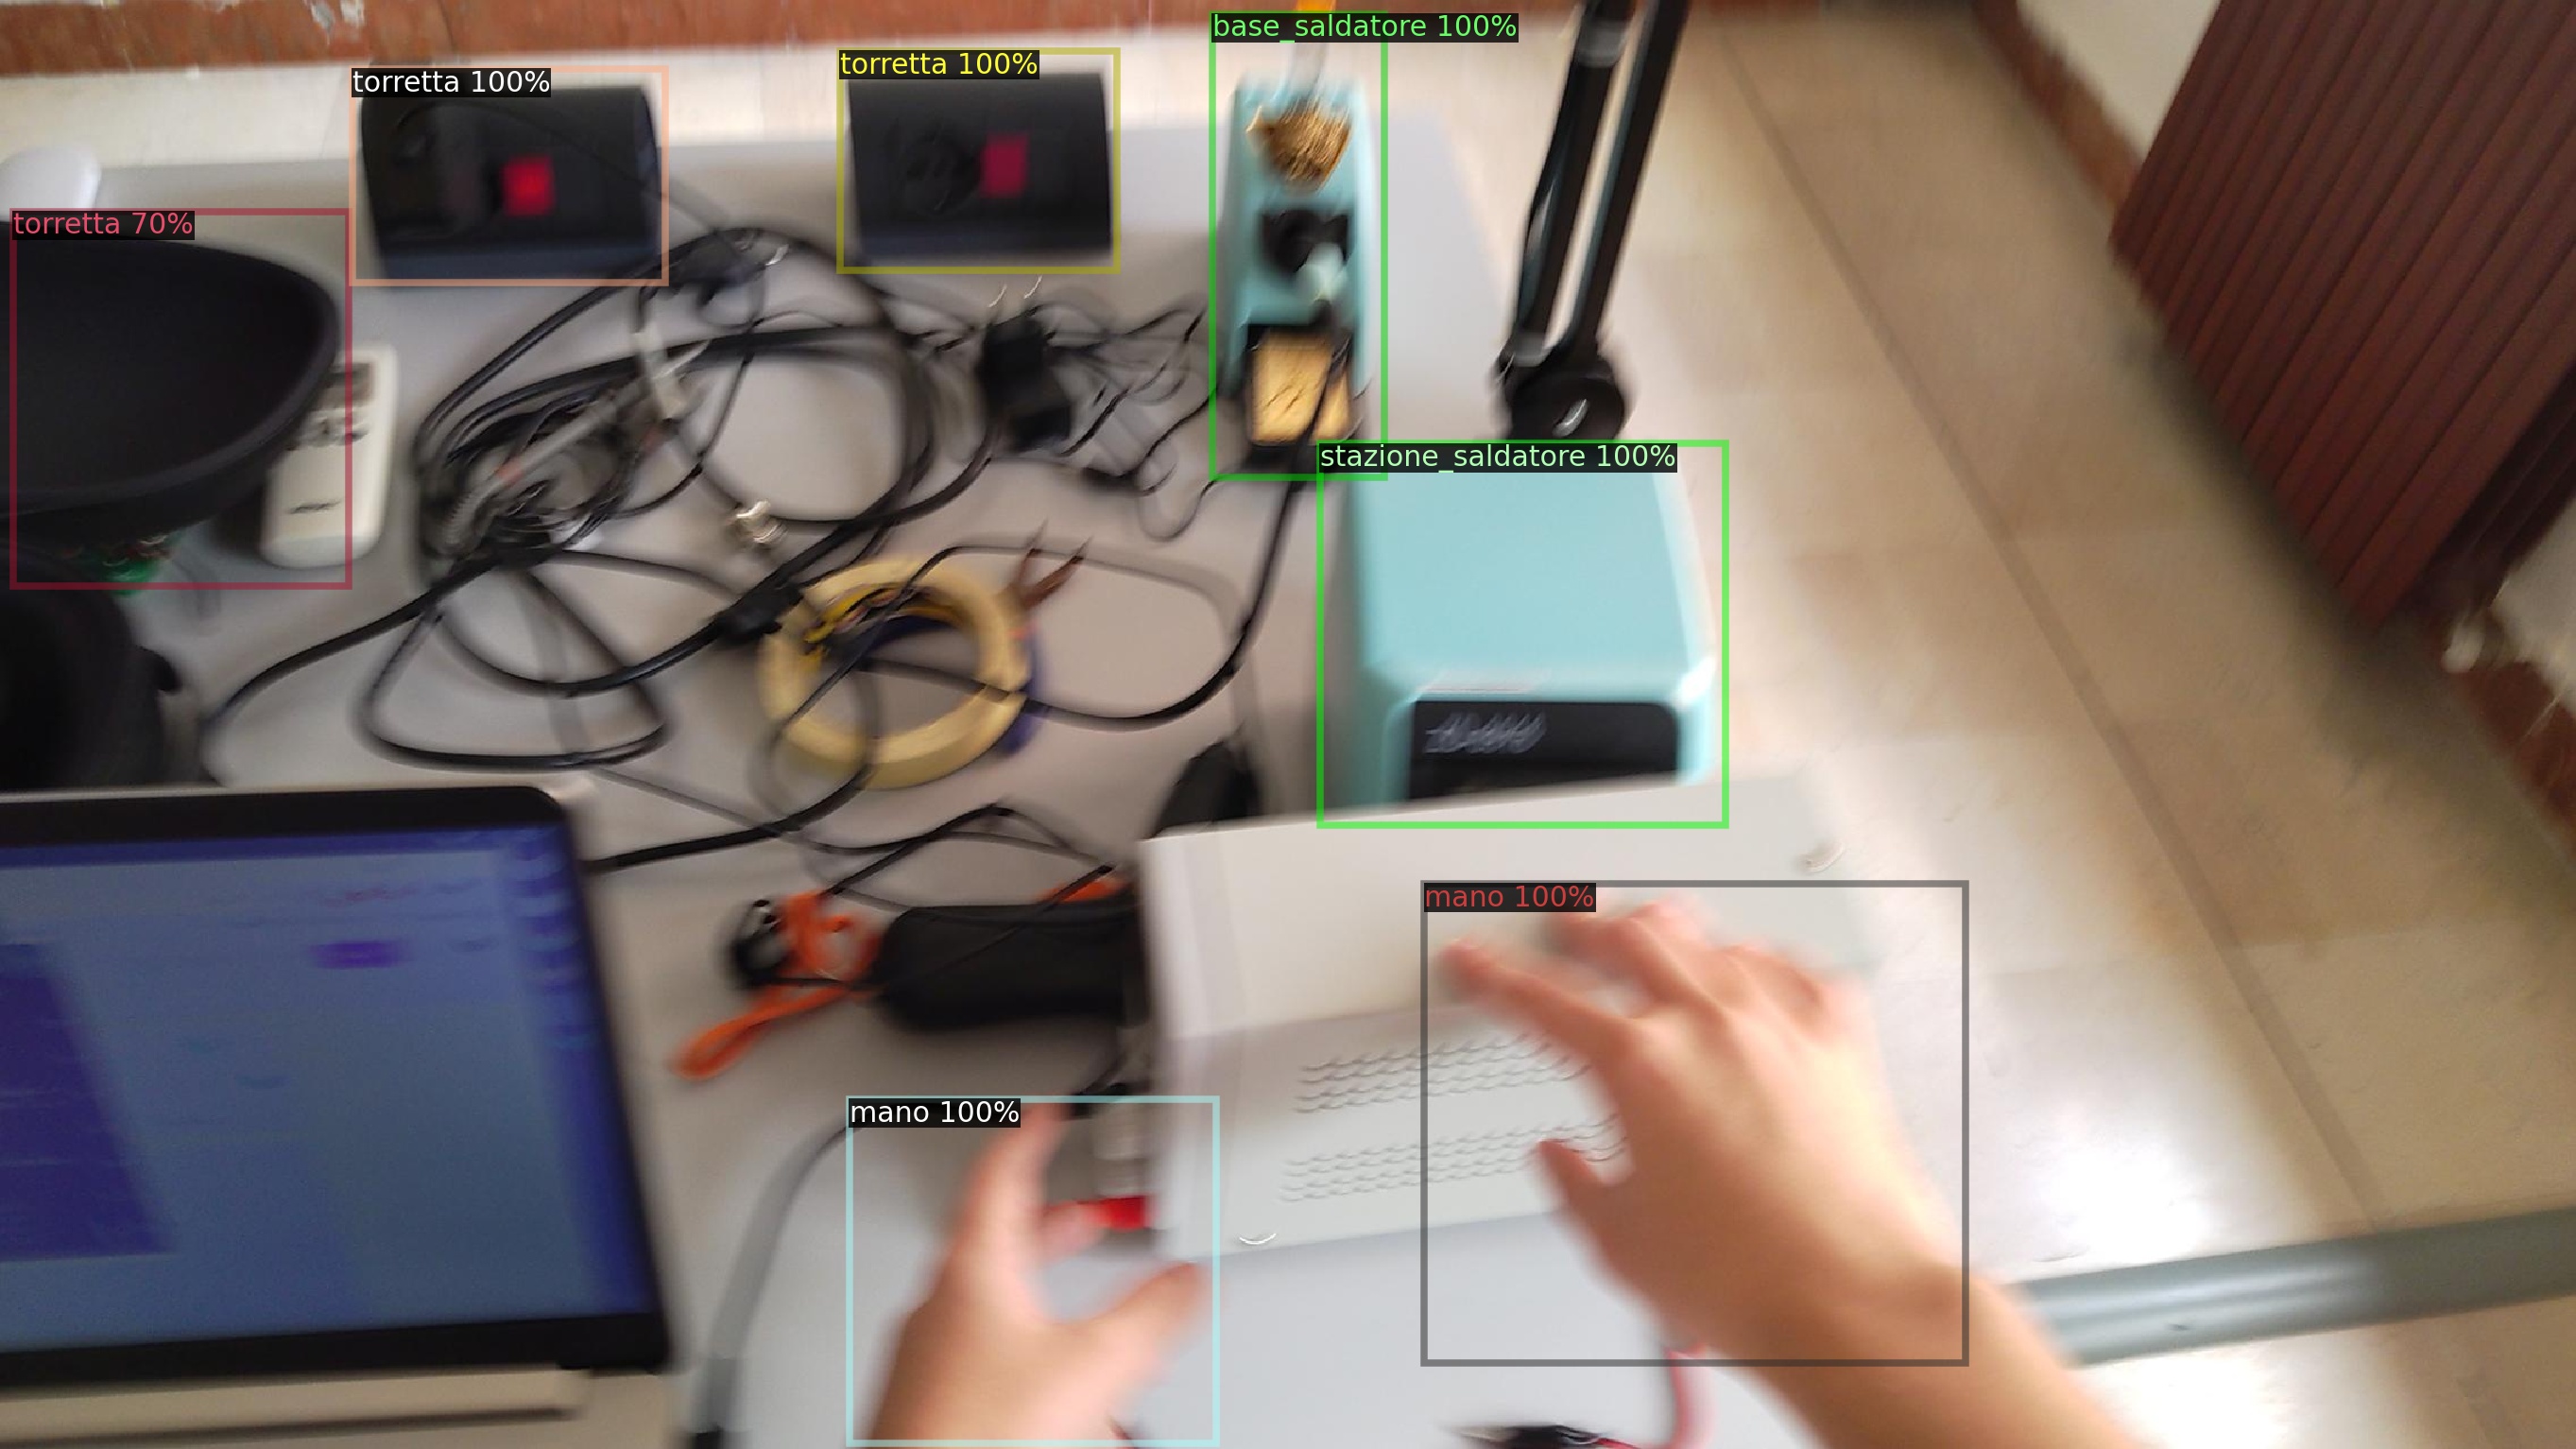 base_saldatore 100%
torretta 100%
torretta 100%
torretta 70%
stazione_saldatore 100%
mano 100%
mano 100%